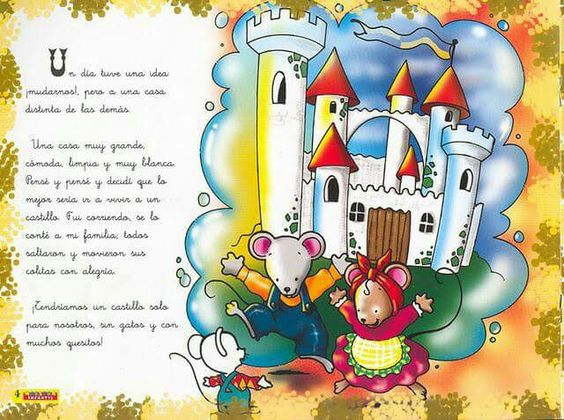 Un día tuve una idea
¡mudarnos!, pero a una casa
distinta de las demás.
Una casa muy grande,
cómoda, limpia y muy blanca.
Pensé y pensé y decidí que lo
mejor sería ir a vivir a un
castillo. Fui corriendo, se lo
conté a mi familia; todos
saltaron y movieron sus
colitas con alegría.
¡Tendríamos un castillo solo
para nosotros, sin gatos y con
muchos quesitos!
4
INFANTIL